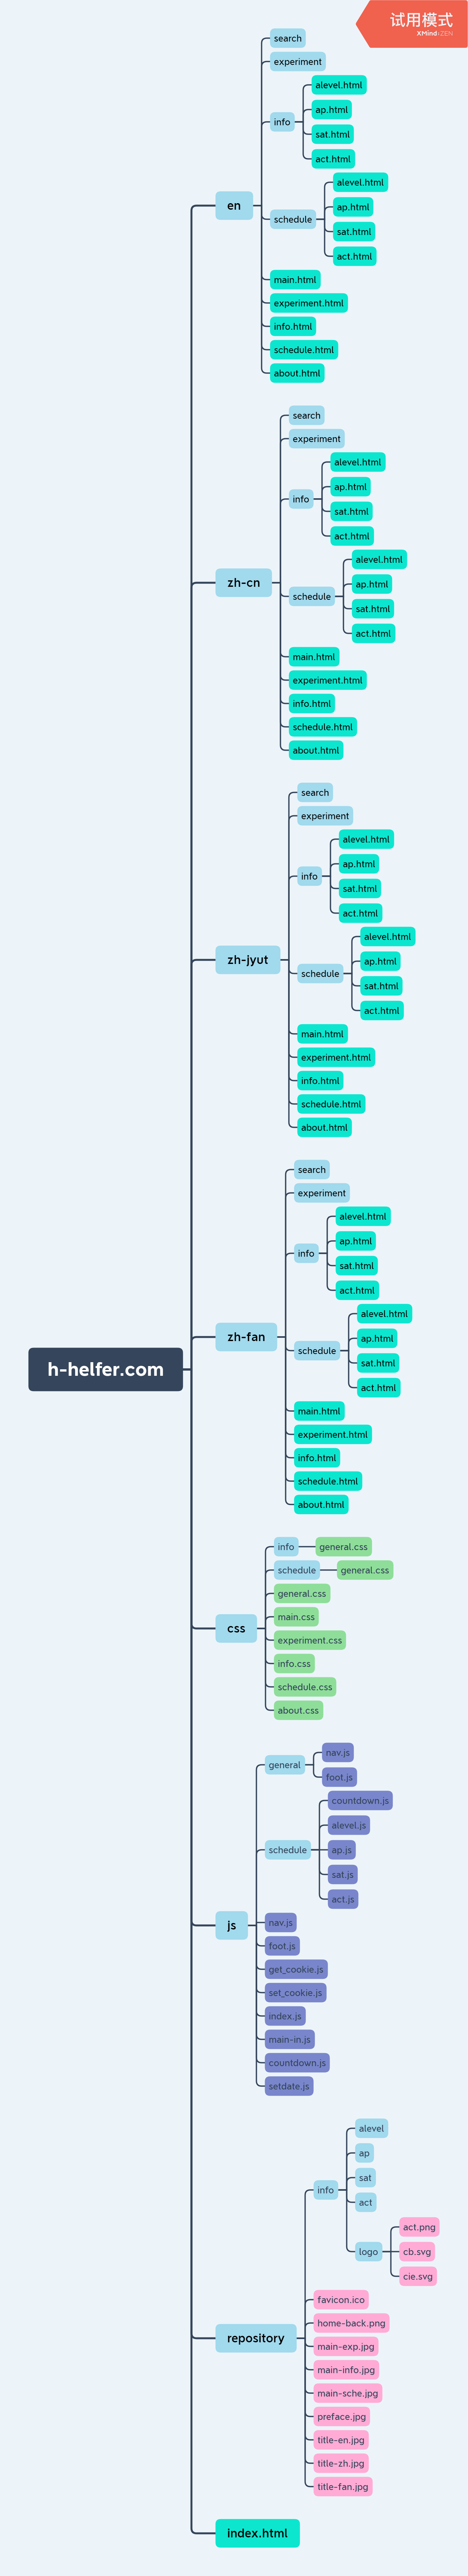 试用模式
XMind:ZEN
h-helfer.com
en
search
experiment
info
alevel.html
ap.html
sat.html
act.html
schedule
alevel.html
ap.html
sat.html
act.html
main.html
experiment.html
info.html
schedule.html
about.html
zh-cn
search
experiment
info
alevel.html
ap.html
sat.html
act.html
schedule
alevel.html
ap.html
sat.html
act.html
main.html
experiment.html
info.html
schedule.html
about.html
zh-jyut
search
experiment
info
alevel.html
ap.html
sat.html
act.html
schedule
alevel.html
ap.html
sat.html
act.html
main.html
experiment.html
info.html
schedule.html
about.html
zh-fan
search
experiment
info
alevel.html
ap.html
sat.html
act.html
schedule
alevel.html
ap.html
sat.html
act.html
main.html
experiment.html
info.html
schedule.html
about.html
css
info
general.css
schedule
general.css
general.css
main.css
experiment.css
info.css
schedule.css
about.css
js
general
nav.js
foot.js
schedule
countdown.js
alevel.js
ap.js
sat.js
act.js
nav.js
foot.js
get_cookie.js
set_cookie.js
index.js
main-in.js
countdown.js
setdate.js
repository
info
alevel
ap
sat
act
logo
act.png
cb.svg
cie.svg
favicon.ico
home-back.png
main-exp.jpg
main-info.jpg
main-sche.jpg
preface.jpg
title-en.jpg
title-zh.jpg
title-fan.jpg
index.html